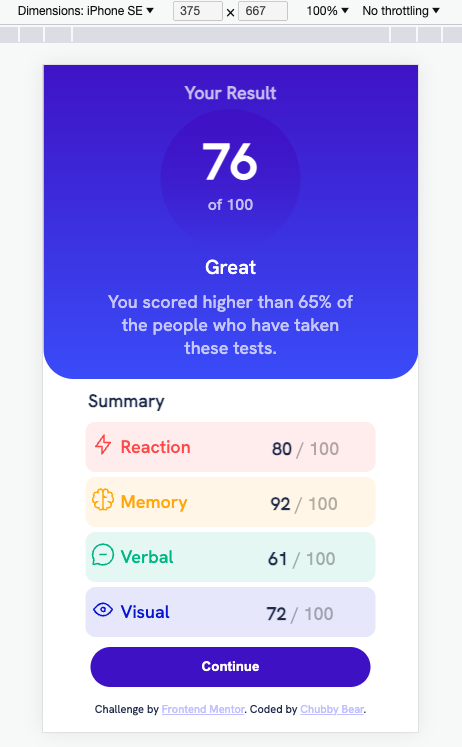 Dimensions: iPhone SE ▼ 375 × 667 100% ▼ No throttling ▼
Your Result
76
of 100
Great
You scored higher than 65% of
the people who have taken
these tests.
Summary
Reaction 80 / 100
Memory 92 / 100
Verbal 61 / 100
Visual 72 / 100
Continue
Challenge by Frontend Mentor. Coded by Chubby Bear.